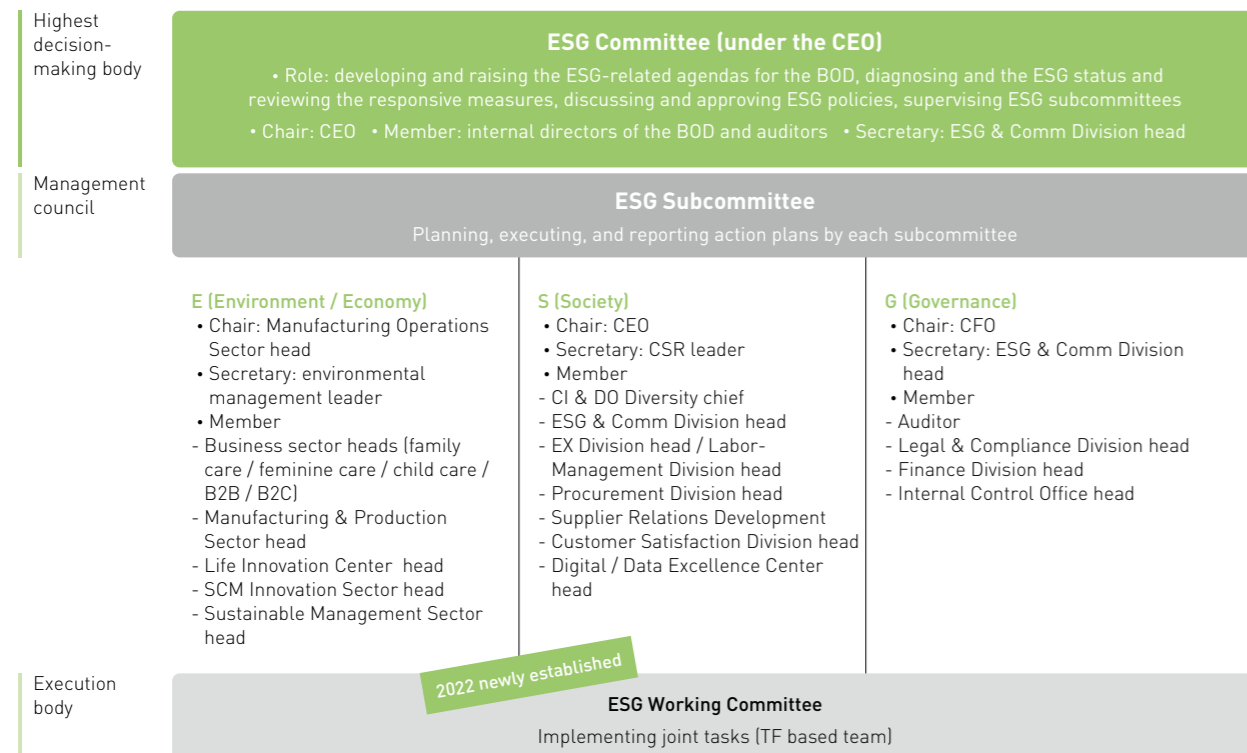 Highest
decision-
making body
ESG Committee (under the CEO)
• Role: developing and raising the ESG-related agendas for the BOD, diagnosing and the ESG status and
reviewing the responsive measures, discussing and approving ESG policies, supervising ESG subcommittees
• Chair: CEO • Member: internal directors of the BOD and auditors • Secretary: ESG & Comm Division head
Management
council
ESG Subcommittee
Planning, executing, and reporting action plans by each subcommittee
E (Environment / Economy)
• Chair: Manufacturing Operations
Sector head
• Secretary: environmental
management leader
• Member
- Business sector heads (family
care / feminine care / child care /
B2B / B2C)
- Manufacturing & Production
Sector head
- Life Innovation Center head
- SCM Innovation Sector head
- Sustainable Management Sector
head
S (Society)
• Chair: CEO
• Secretary: CSR leader
• Member
- CI & DO Diversity chief
- ESG & Comm Division head
- EX Division head / Labor-
Management Division head
- Procurement Division head
- Supplier Relations Development
- Customer Satisfaction Division head
- Digital / Data Excellence Center
head
G (Governance)
• Chair: CFO
• Secretary: ESG & Comm Division
head
• Member
- Auditor
- Legal & Compliance Division head
- Finance Division head
- Internal Control Office head
2022 newly established
Execution
body
ESG Working Committee
Implementing joint tasks (TF based team)